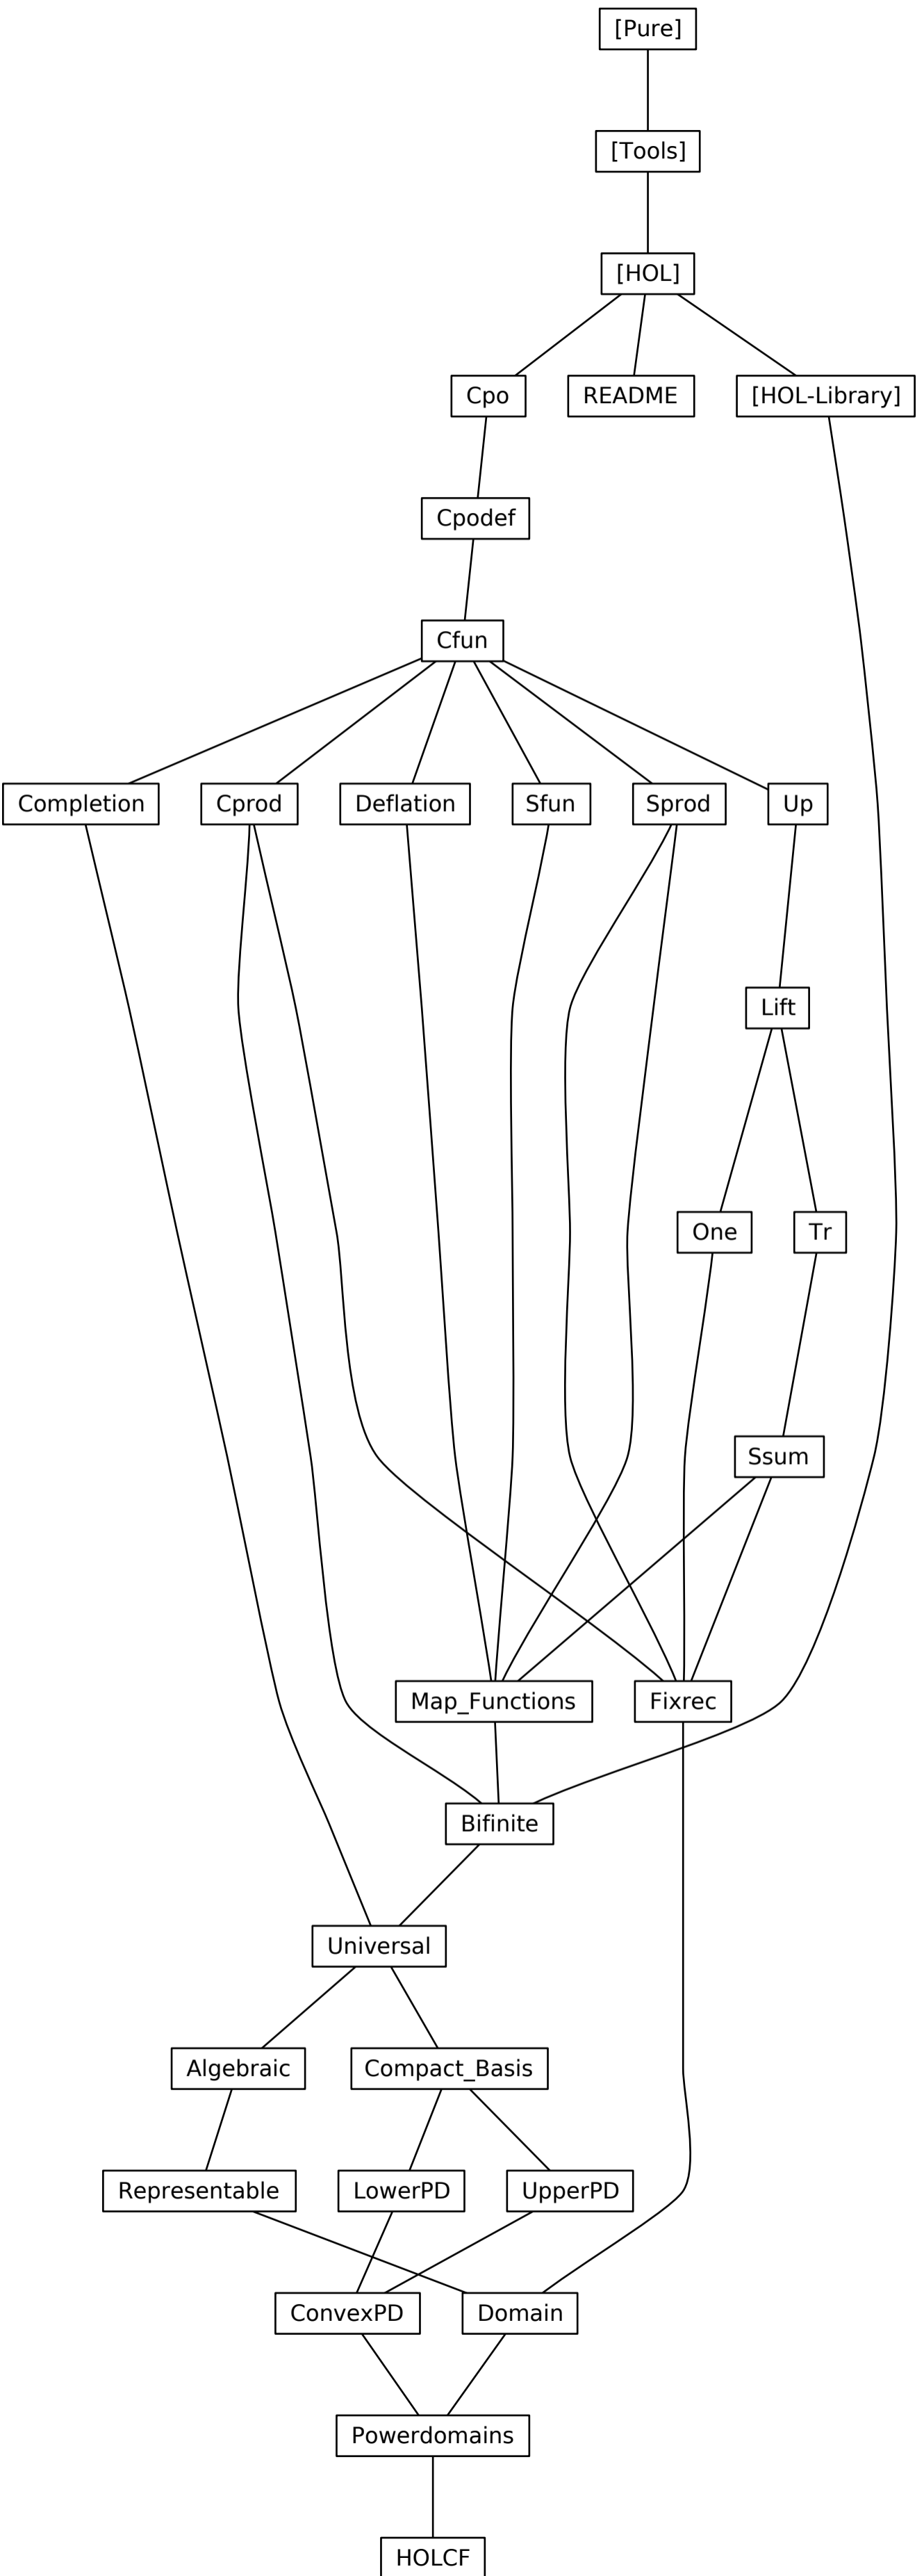 [Pure]
[Tools]
[HOL]
Cpo
README
[HOL-Library]
Cpodef
Cfun
Completion
Cprod
Deflation
Sfun
Sprod
Up
Lift
One
Tr
Ssum
Map_Functions
Fixrec
Bifinite
Universal
Algebraic
Compact_Basis
Representable
LowerPD
UpperPD
ConvexPD
Domain
Powerdomains
HOLCF